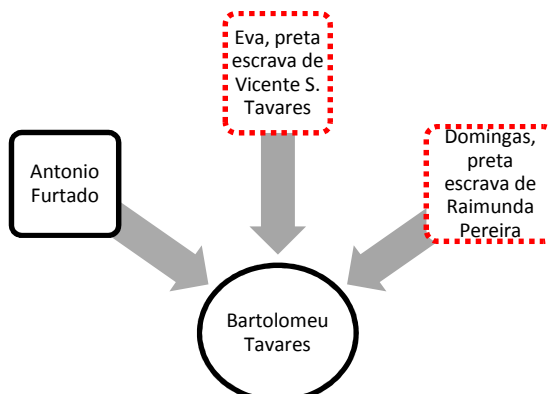 Eva, preta
escrava de
Vicente S.
Tavares
Antonio
Furtado
Domingas,
preta
escrava de
Raimunda
Pereira
Bartolomeu
Tavares